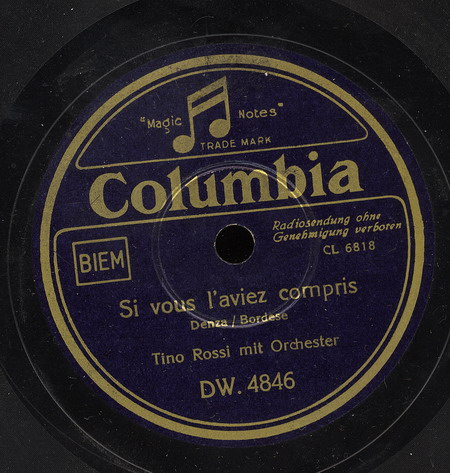 "Magic Notes"
TRADE MARK
Columbia
Radiosendung ohne
Genehmigung verboten
CL 6818
BIEM
Si vous l'aviez compris
Denza / Bordese
Tino Rossi mit Orchester
DW. 4846